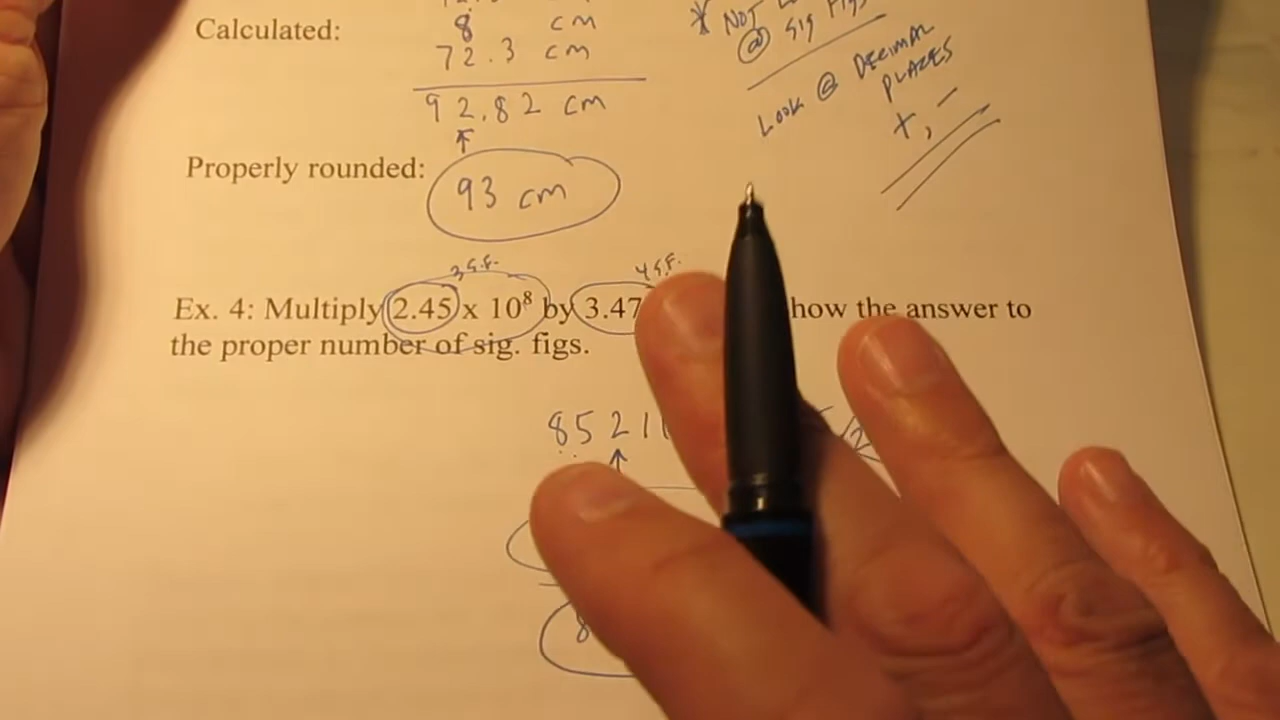 Calculated:
8 cm
72.3 cm
92.82 cm
* NOT
@ SIG FIGS
LOOK @ DECIMAL
PLACES
+, -
Properly rounded:
93 cm
3 S.F.
4 S.F.
Ex. 4: Multiply 2.45 x 10⁸ by 3.47 how the answer to
the proper number of sig. figs.
8521
8